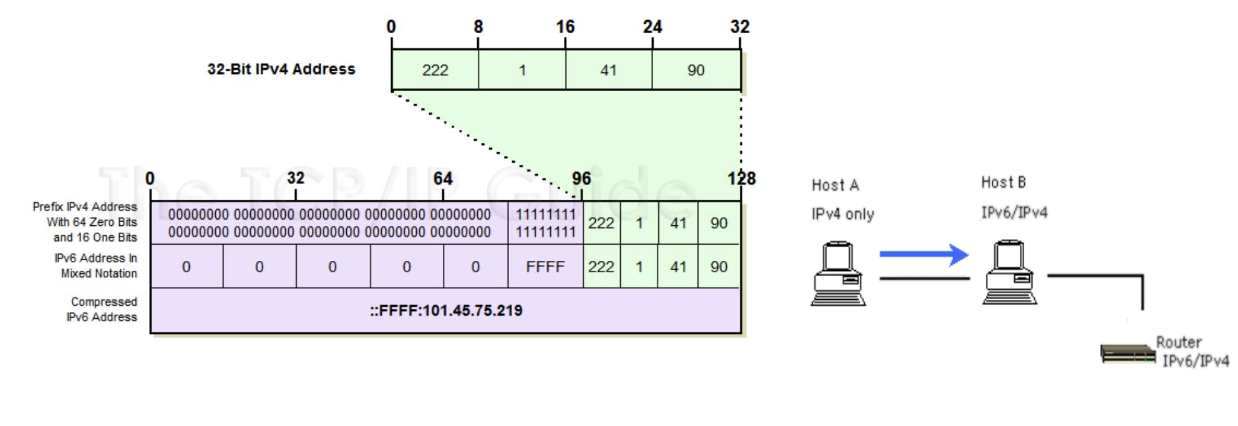 0 8 16 24 32
32-Bit IPv4 Address 222 1 41 90
The TCP/IP Guide
0 32 64 96 128
Prefix IPv4 Address
With 64 Zero Bits
and 16 One Bits
00000000 00000000 00000000 00000000 00000000 11111111
00000000 00000000 00000000 00000000 00000000 11111111
222 1 41 90
IPv6 Address In
Mixed Notation
0 0 0 0 0 FFFF 222 1 41 90
Compressed
IPv6 Address
::FFFF:101.45.75.219
Host A
IPv4 only
Host B
IPv6/IPv4
Router
IPv6/IPv4